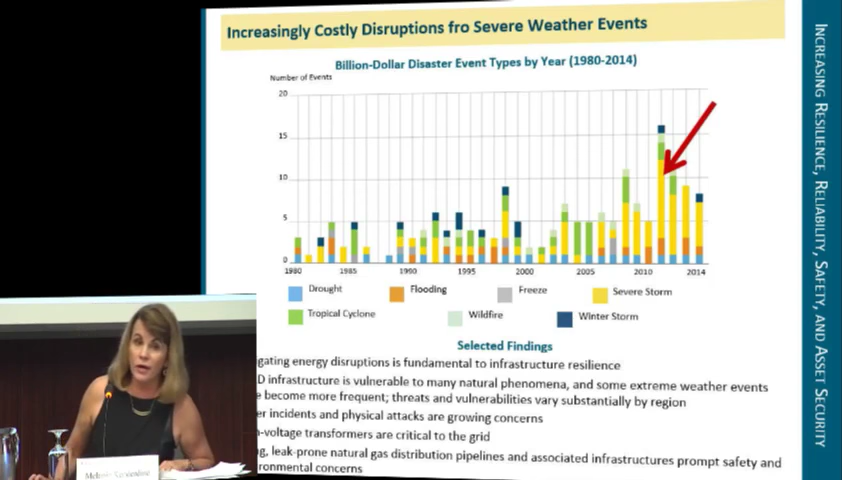 Increasingly Costly Disruptions fro Severe Weather Events
Billion-Dollar Disaster Event Types by Year (1980-2014)
Number of Events
20
15
10
5
0
1980 1985 1990 1995 2000 2005 2010 2014
Drought Flooding Freeze Severe Storm
Tropical Cyclone Wildfire Winter Storm
Selected Findings
gating energy disruptions is fundamental to infrastructure resilience
D infrastructure is vulnerable to many natural phenomena, and some extreme weather events
e become more frequent; threats and vulnerabilities vary substantially by region
er incidents and physical attacks are growing concerns
-voltage transformers are critical to the grid
g, leak-prone natural gas distribution pipelines and associated infrastructures prompt safety and
ronmental concerns
INCREASING RESILIENCE, RELIABILITY, SAFETY, AND ASSET SECURITY